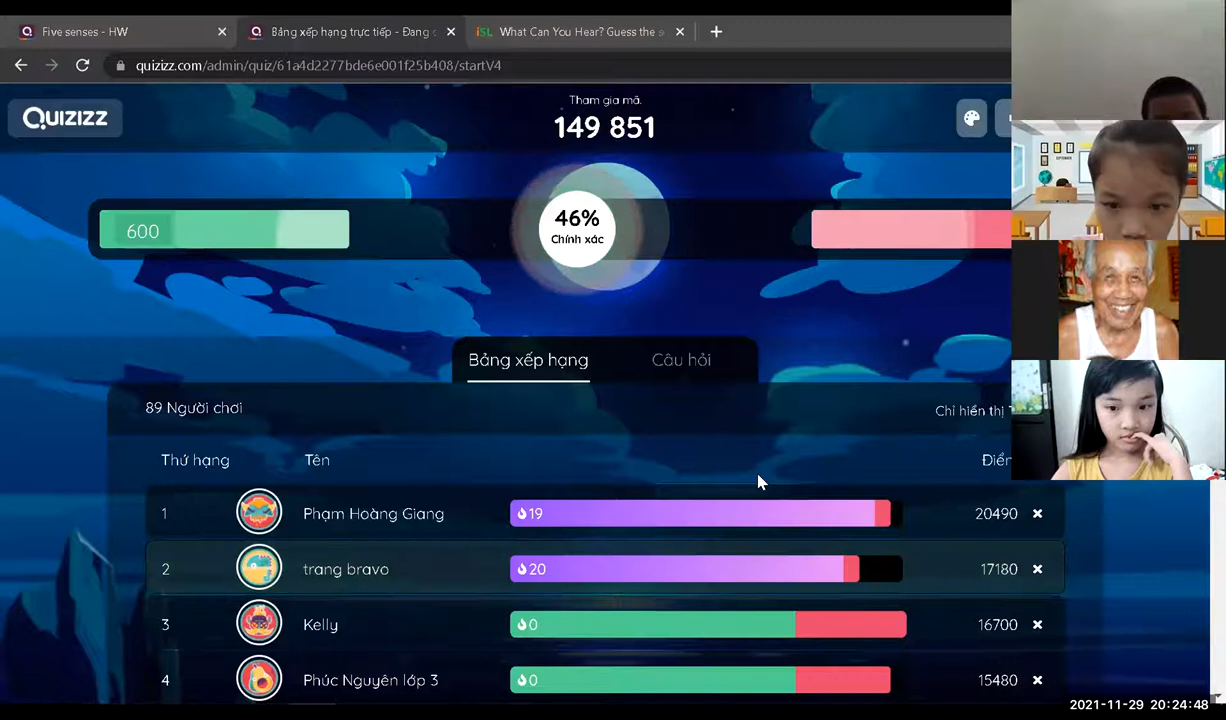 Five senses - HW
Bảng xếp hạng trực tiếp - Đang
iSL What Can You Hear? Guess the s
quizizz.com/admin/quiz/61a4d2277bde6e001f25b408/startV4
QUIZIZZ
Tham gia mã.
149 851
600
46%
Chính xác
Bảng xếp hạng
Câu hỏi
89 Người chơi
Chỉ hiển thị
Thứ hạng
Tên
Điểm
1 Phạm Hoàng Giang 19 20490
2 trang bravo 20 17180
3 Kelly 0 16700
4 Phúc Nguyên lớp 3 0 15480
2021-11-29 20:24:48